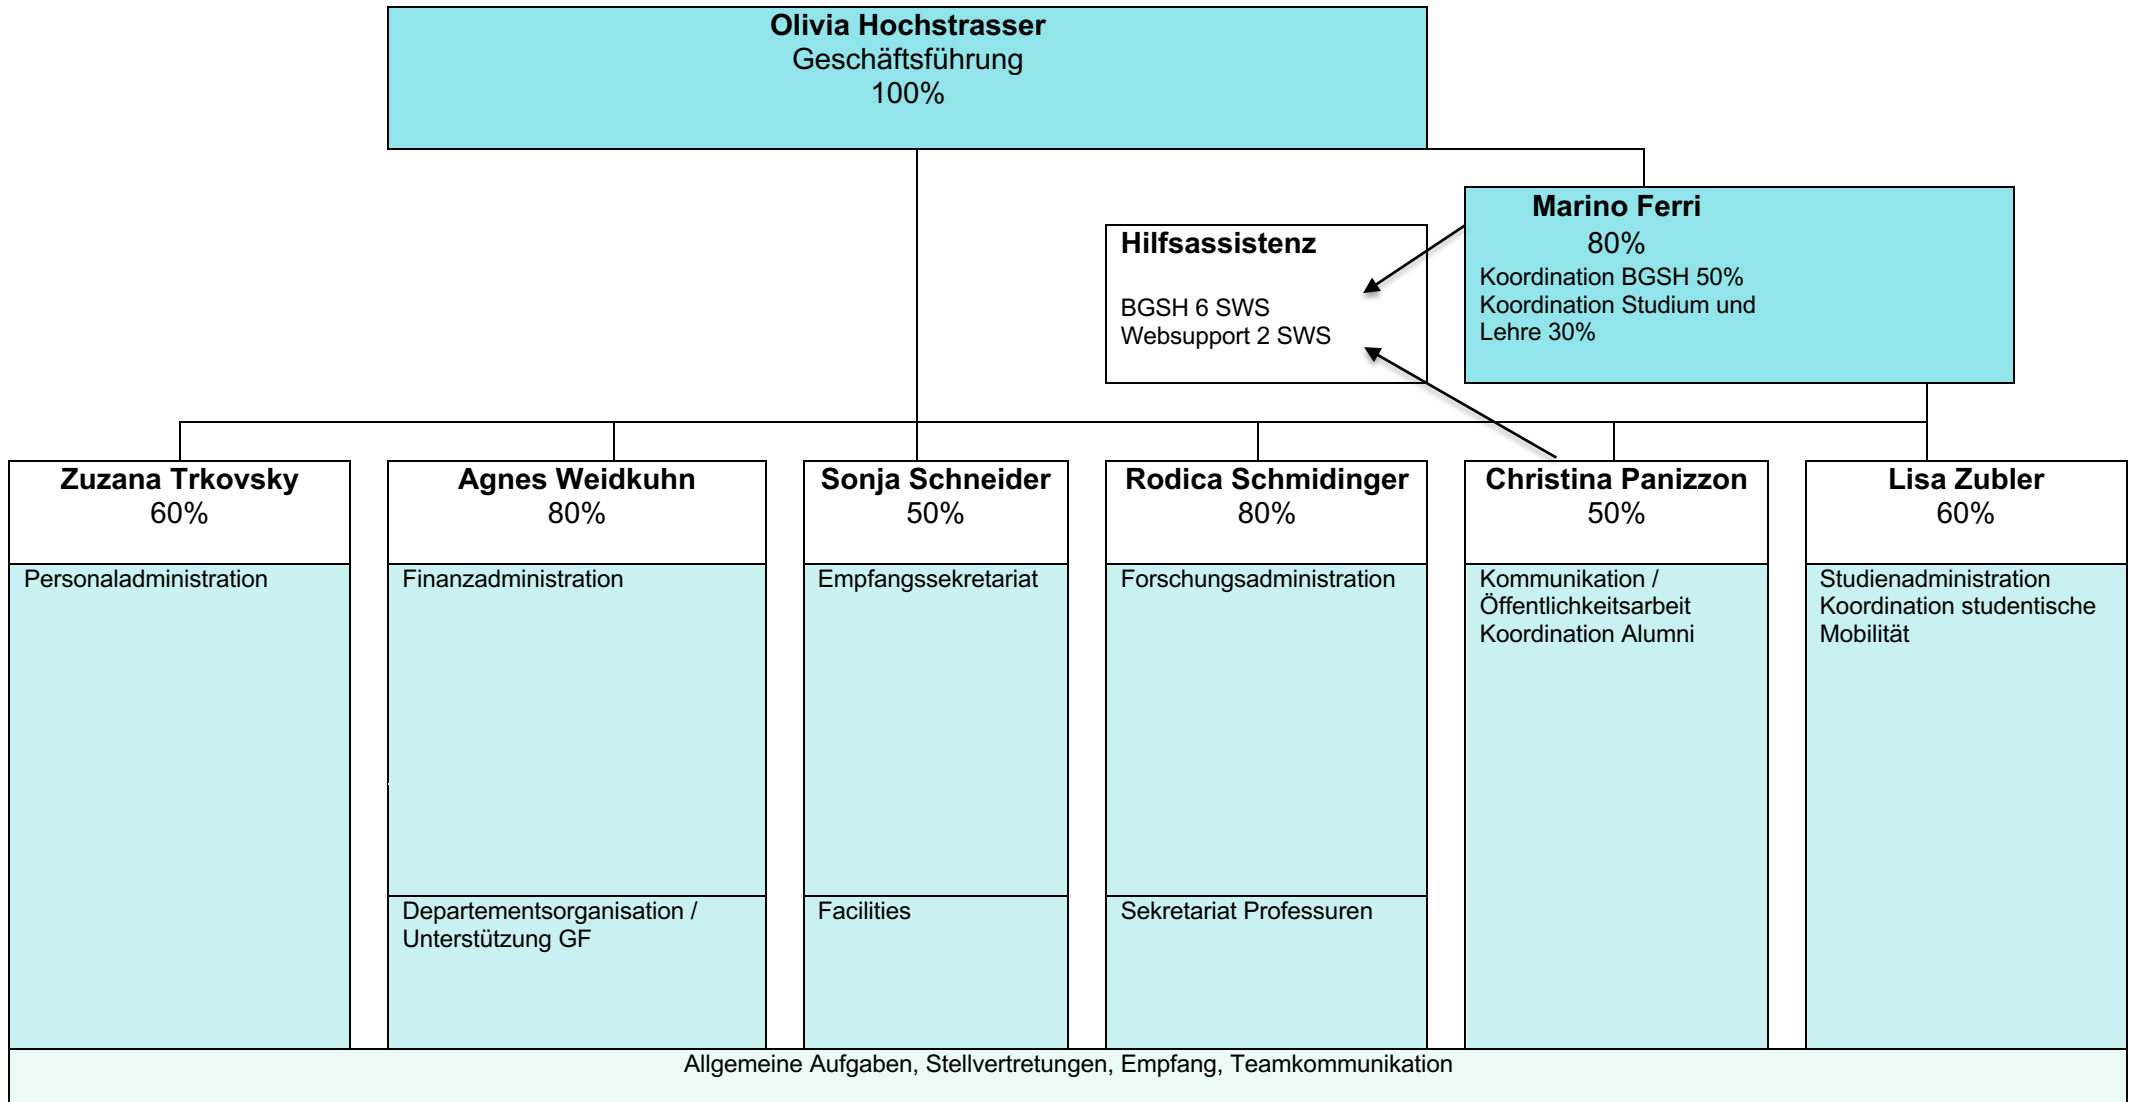 Olivia Hochstrasser
Geschäftsführung
100%
Marino Ferri
80%
Koordination BGSH 50%
Koordination Studium und
Lehre 30%
Hilfsassistenz
BGSH 6 SWS
Websupport 2 SWS
Zuzana Trkovsky
60%
Personaladministration
Agnes Weidkuhn
80%
Finanzadministration
Departementsorganisation /
Unterstützung GF
Sonja Schneider
50%
Empfangssekretariat
Facilities
Rodica Schmidinger
80%
Forschungsadministration
Sekretariat Professuren
Christina Panizzon
50%
Kommunikation /
Öffentlichkeitsarbeit
Koordination Alumni
Lisa Zubler
60%
Studienadministration
Koordination studentische
Mobilität
Allgemeine Aufgaben, Stellvertretungen, Empfang, Teamkommunikation